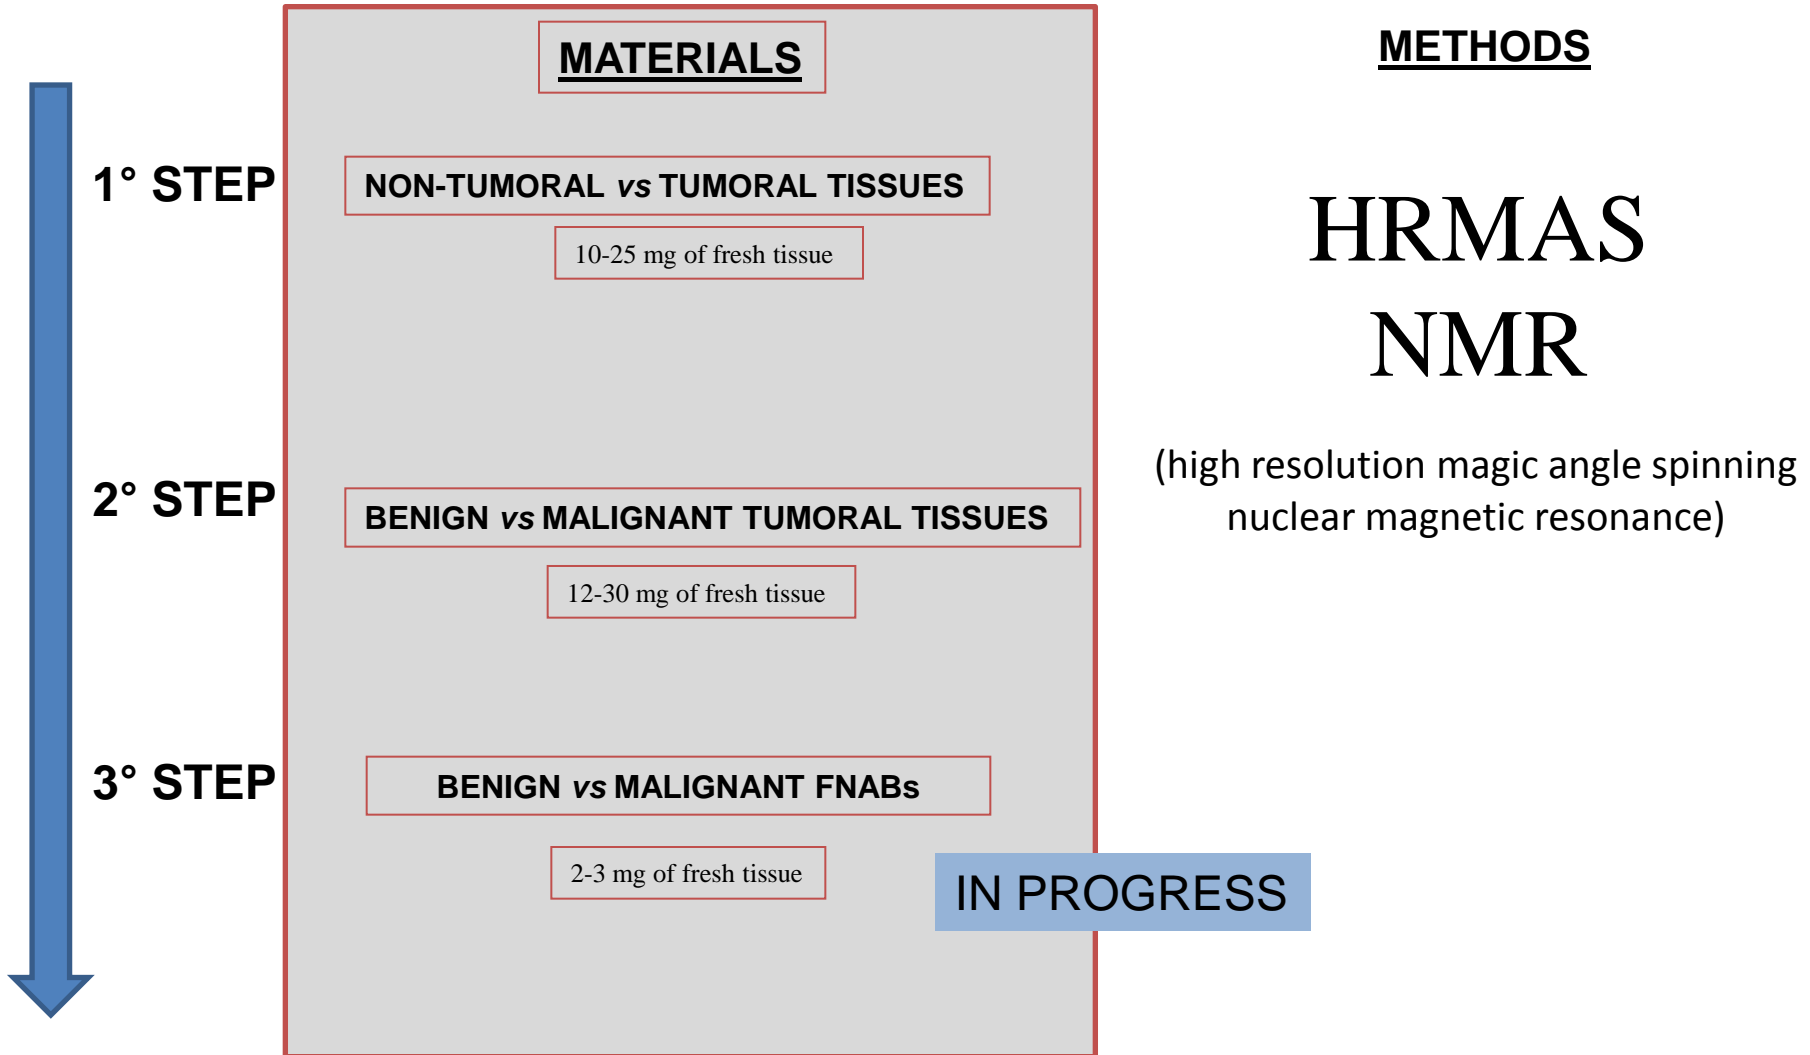 MATERIALS
METHODS
1° STEP
NON-TUMORAL vs TUMORAL TISSUES
10-25 mg of fresh tissue
HRMAS
NMR
(high resolution magic angle spinning
nuclear magnetic resonance)
2° STEP
BENIGN vs MALIGNANT TUMORAL TISSUES
12-30 mg of fresh tissue
3° STEP
BENIGN vs MALIGNANT FNABs
2-3 mg of fresh tissue
IN PROGRESS